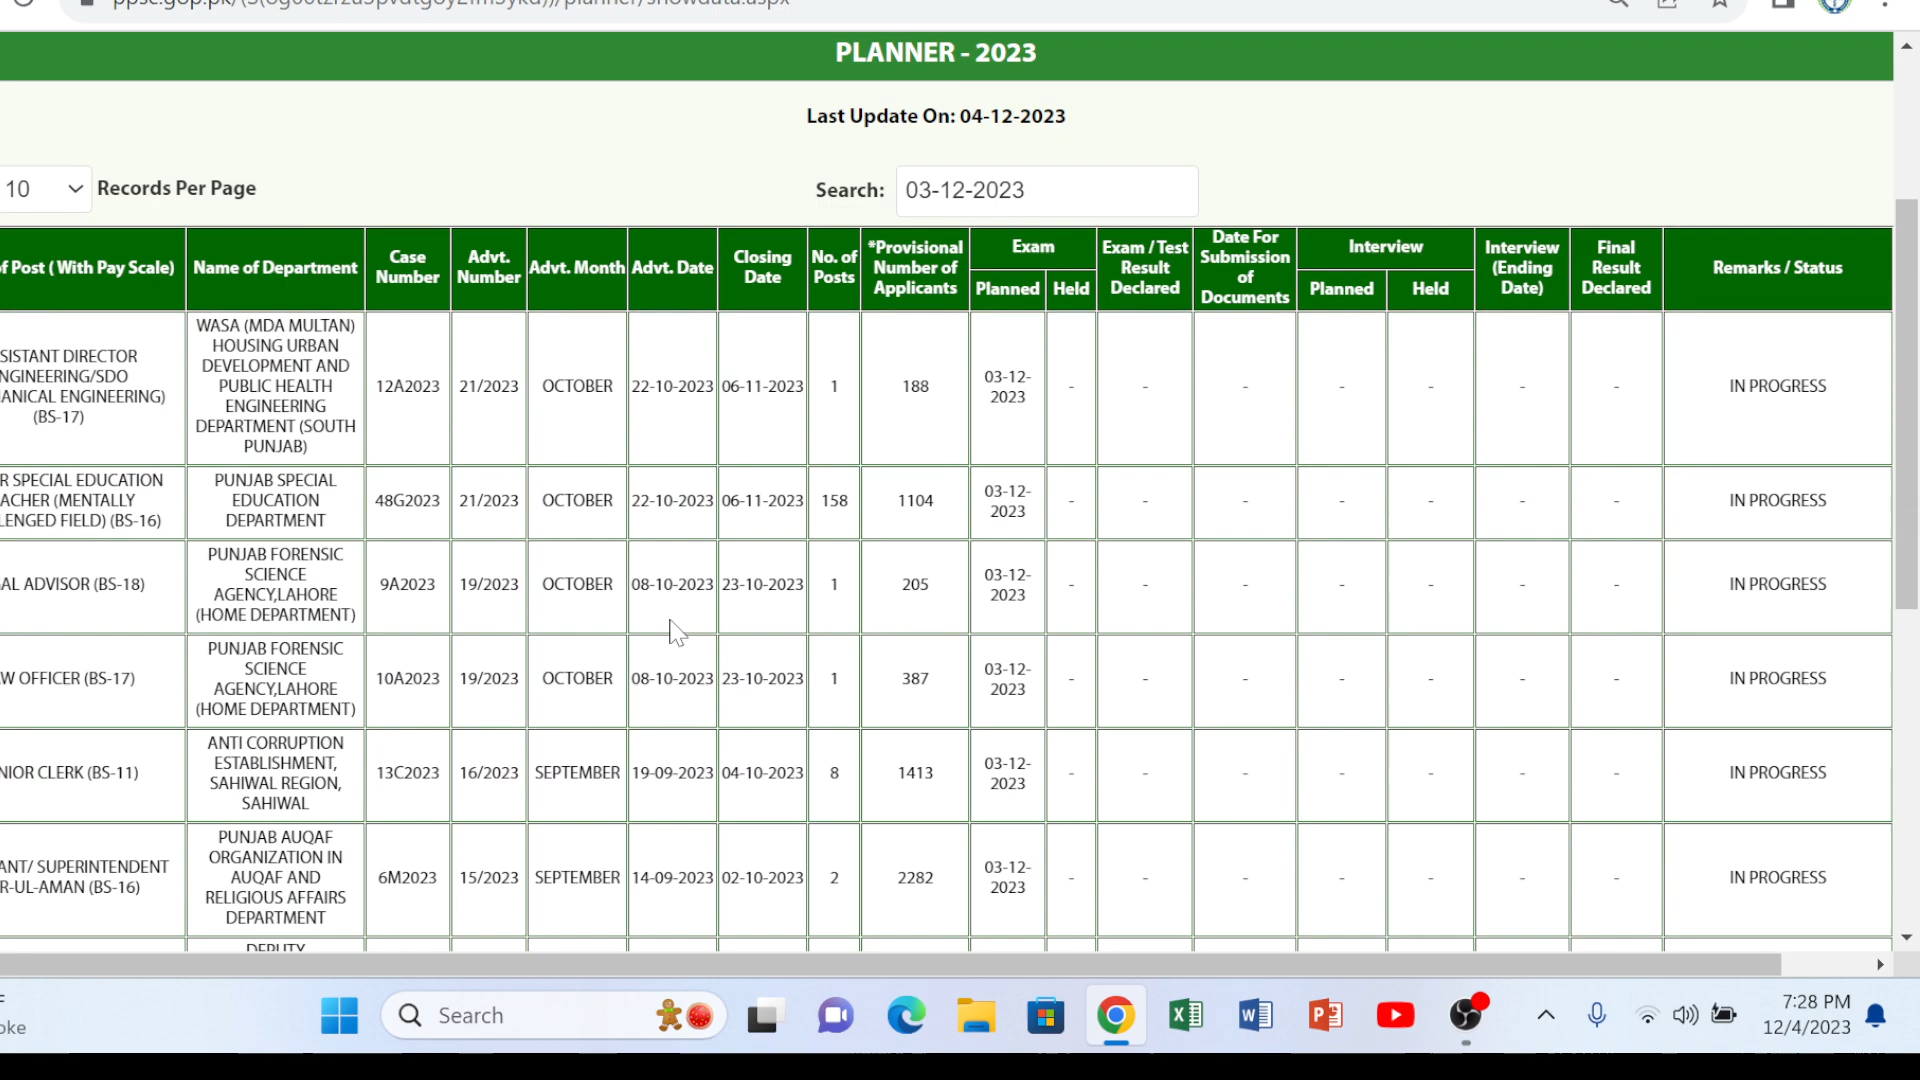 PLANNER - 2023
Last Update On: 04-12-2023
10 Records Per Page
Search: 03-12-2023
of Post ( With Pay Scale)
Name of Department
Case
Number
Advt.
Number
Advt. Month
Advt. Date
Closing
Date
No. of
Posts
*Provisional
Number of
Applicants
Exam
Planned
Held
Exam / Test
Result
Declared
Date For
Submission
of
Documents
Interview
Planned
Held
Interview
(Ending
Date)
Final
Result
Declared
Remarks / Status
SISTANT DIRECTOR
NGINEERING/SDO
ANICAL ENGINEERING)
(BS-17)
WASA (MDA MULTAN)
HOUSING URBAN
DEVELOPMENT AND
PUBLIC HEALTH
ENGINEERING
DEPARTMENT (SOUTH
PUNJAB)
12A2023
21/2023
OCTOBER
22-10-2023
06-11-2023
1
188
03-12-
2023
-
-
-
-
-
-
-
IN PROGRESS
R SPECIAL EDUCATION
ACHER (MENTALLY
LENGED FIELD) (BS-16)
PUNJAB SPECIAL
EDUCATION
DEPARTMENT
48G2023
21/2023
OCTOBER
22-10-2023
06-11-2023
158
1104
03-12-
2023
-
-
-
-
-
-
-
IN PROGRESS
AL ADVISOR (BS-18)
PUNJAB FORENSIC
SCIENCE
AGENCY,LAHORE
(HOME DEPARTMENT)
9A2023
19/2023
OCTOBER
08-10-2023
23-10-2023
1
205
03-12-
2023
-
-
-
-
-
-
-
IN PROGRESS
W OFFICER (BS-17)
PUNJAB FORENSIC
SCIENCE
AGENCY,LAHORE
(HOME DEPARTMENT)
10A2023
19/2023
OCTOBER
08-10-2023
23-10-2023
1
387
03-12-
2023
-
-
-
-
-
-
-
IN PROGRESS
NIOR CLERK (BS-11)
ANTI CORRUPTION
ESTABLISHMENT,
SAHIWAL REGION,
SAHIWAL
13C2023
16/2023
SEPTEMBER
19-09-2023
04-10-2023
8
1413
03-12-
2023
-
-
-
-
-
-
-
IN PROGRESS
ANT/ SUPERINTENDENT
R-UL-AMAN (BS-16)
PUNJAB AUQAF
ORGANIZATION IN
AUQAF AND
RELIGIOUS AFFAIRS
DEPARTMENT
6M2023
15/2023
SEPTEMBER
14-09-2023
02-10-2023
2
2282
03-12-
2023
-
-
-
-
-
-
-
IN PROGRESS
DEPUTY
oke
Search
7:28 PM
12/4/2023